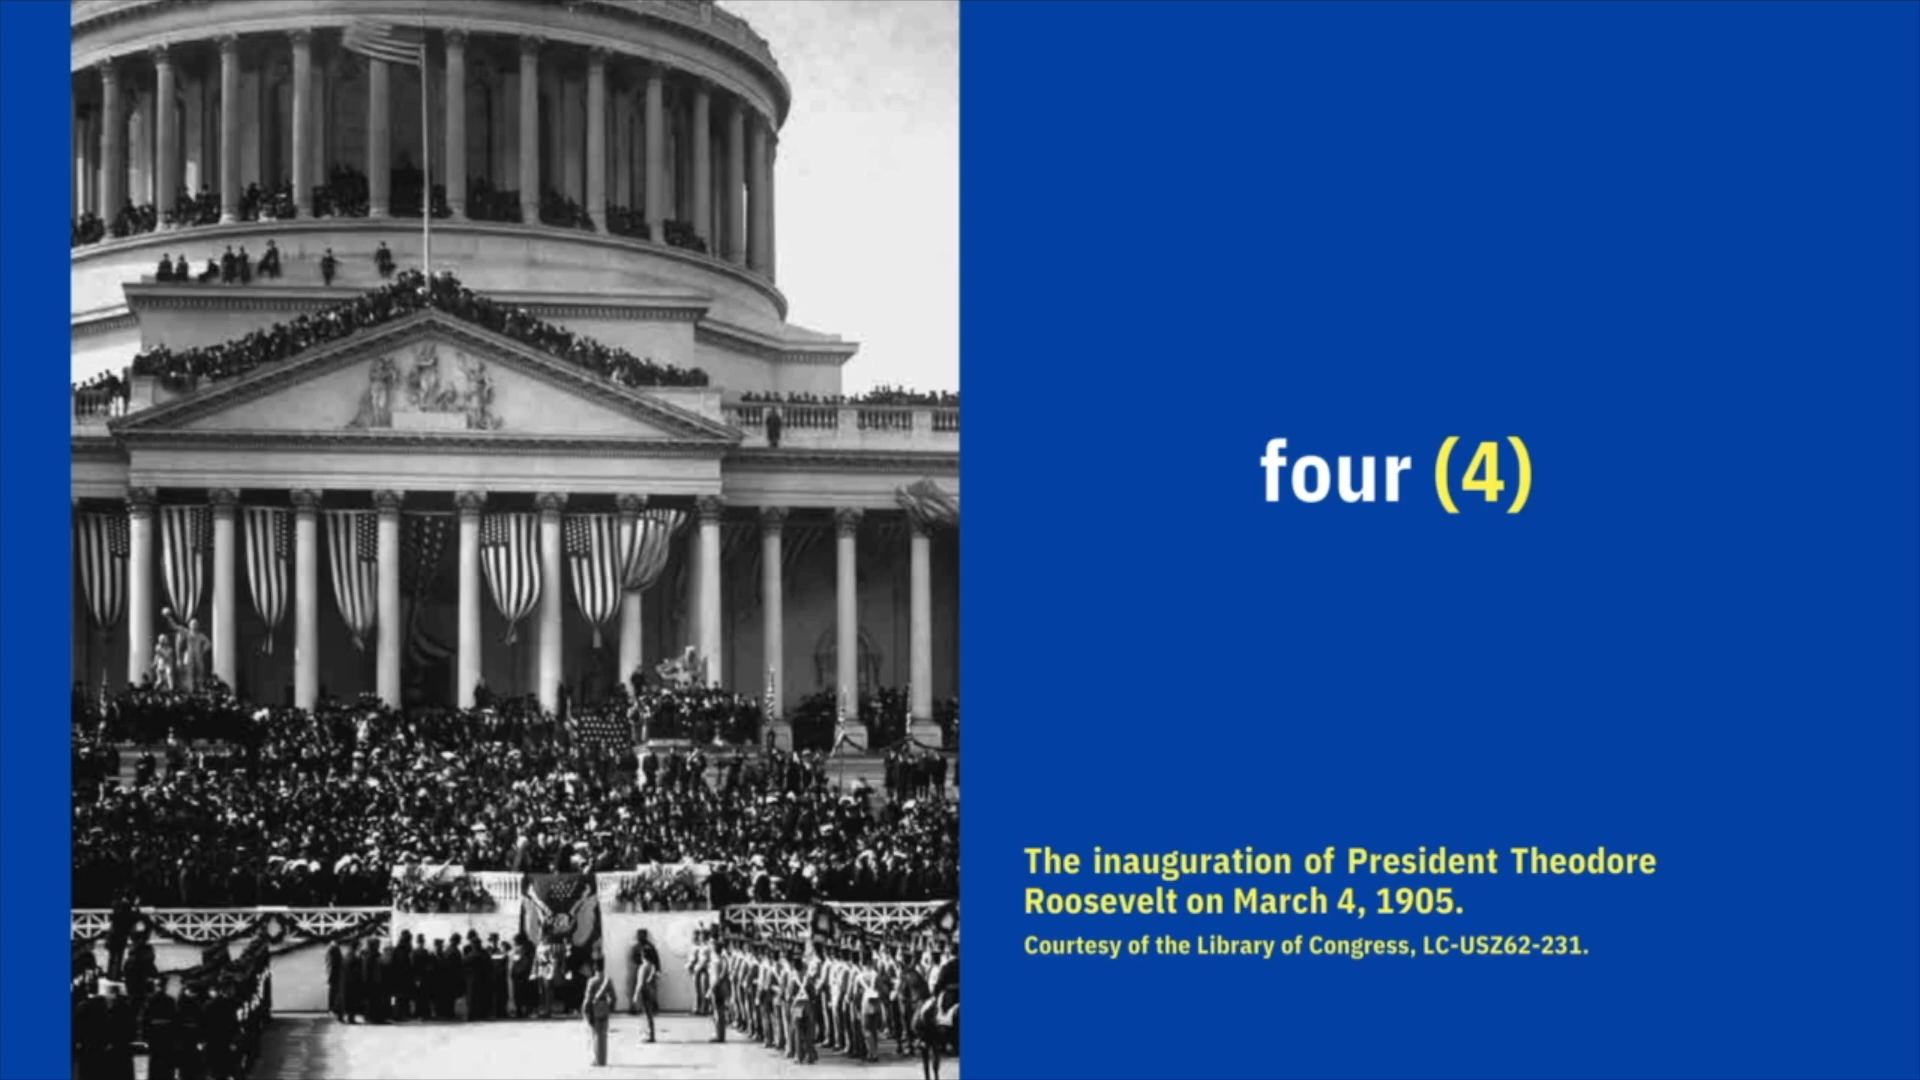 four (4)
The inauguration of President Theodore
Roosevelt on March 4, 1905.
Courtesy of the Library of Congress, LC-USZ62-231.